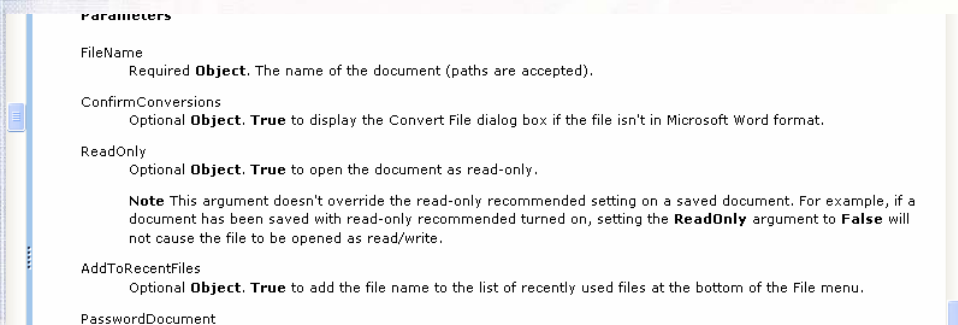 Parameters
FileName
Required Object. The name of the document (paths are accepted).
ConfirmConversions
Optional Object. True to display the Convert File dialog box if the file isn't in Microsoft Word format.
ReadOnly
Optional Object. True to open the document as read-only.
Note This argument doesn't override the read-only recommended setting on a saved document. For example, if a
document has been saved with read-only recommended turned on, setting the ReadOnly argument to False will
not cause the file to be opened as read/write.
AddToRecentFiles
Optional Object. True to add the file name to the list of recently used files at the bottom of the File menu.
PasswordDocument